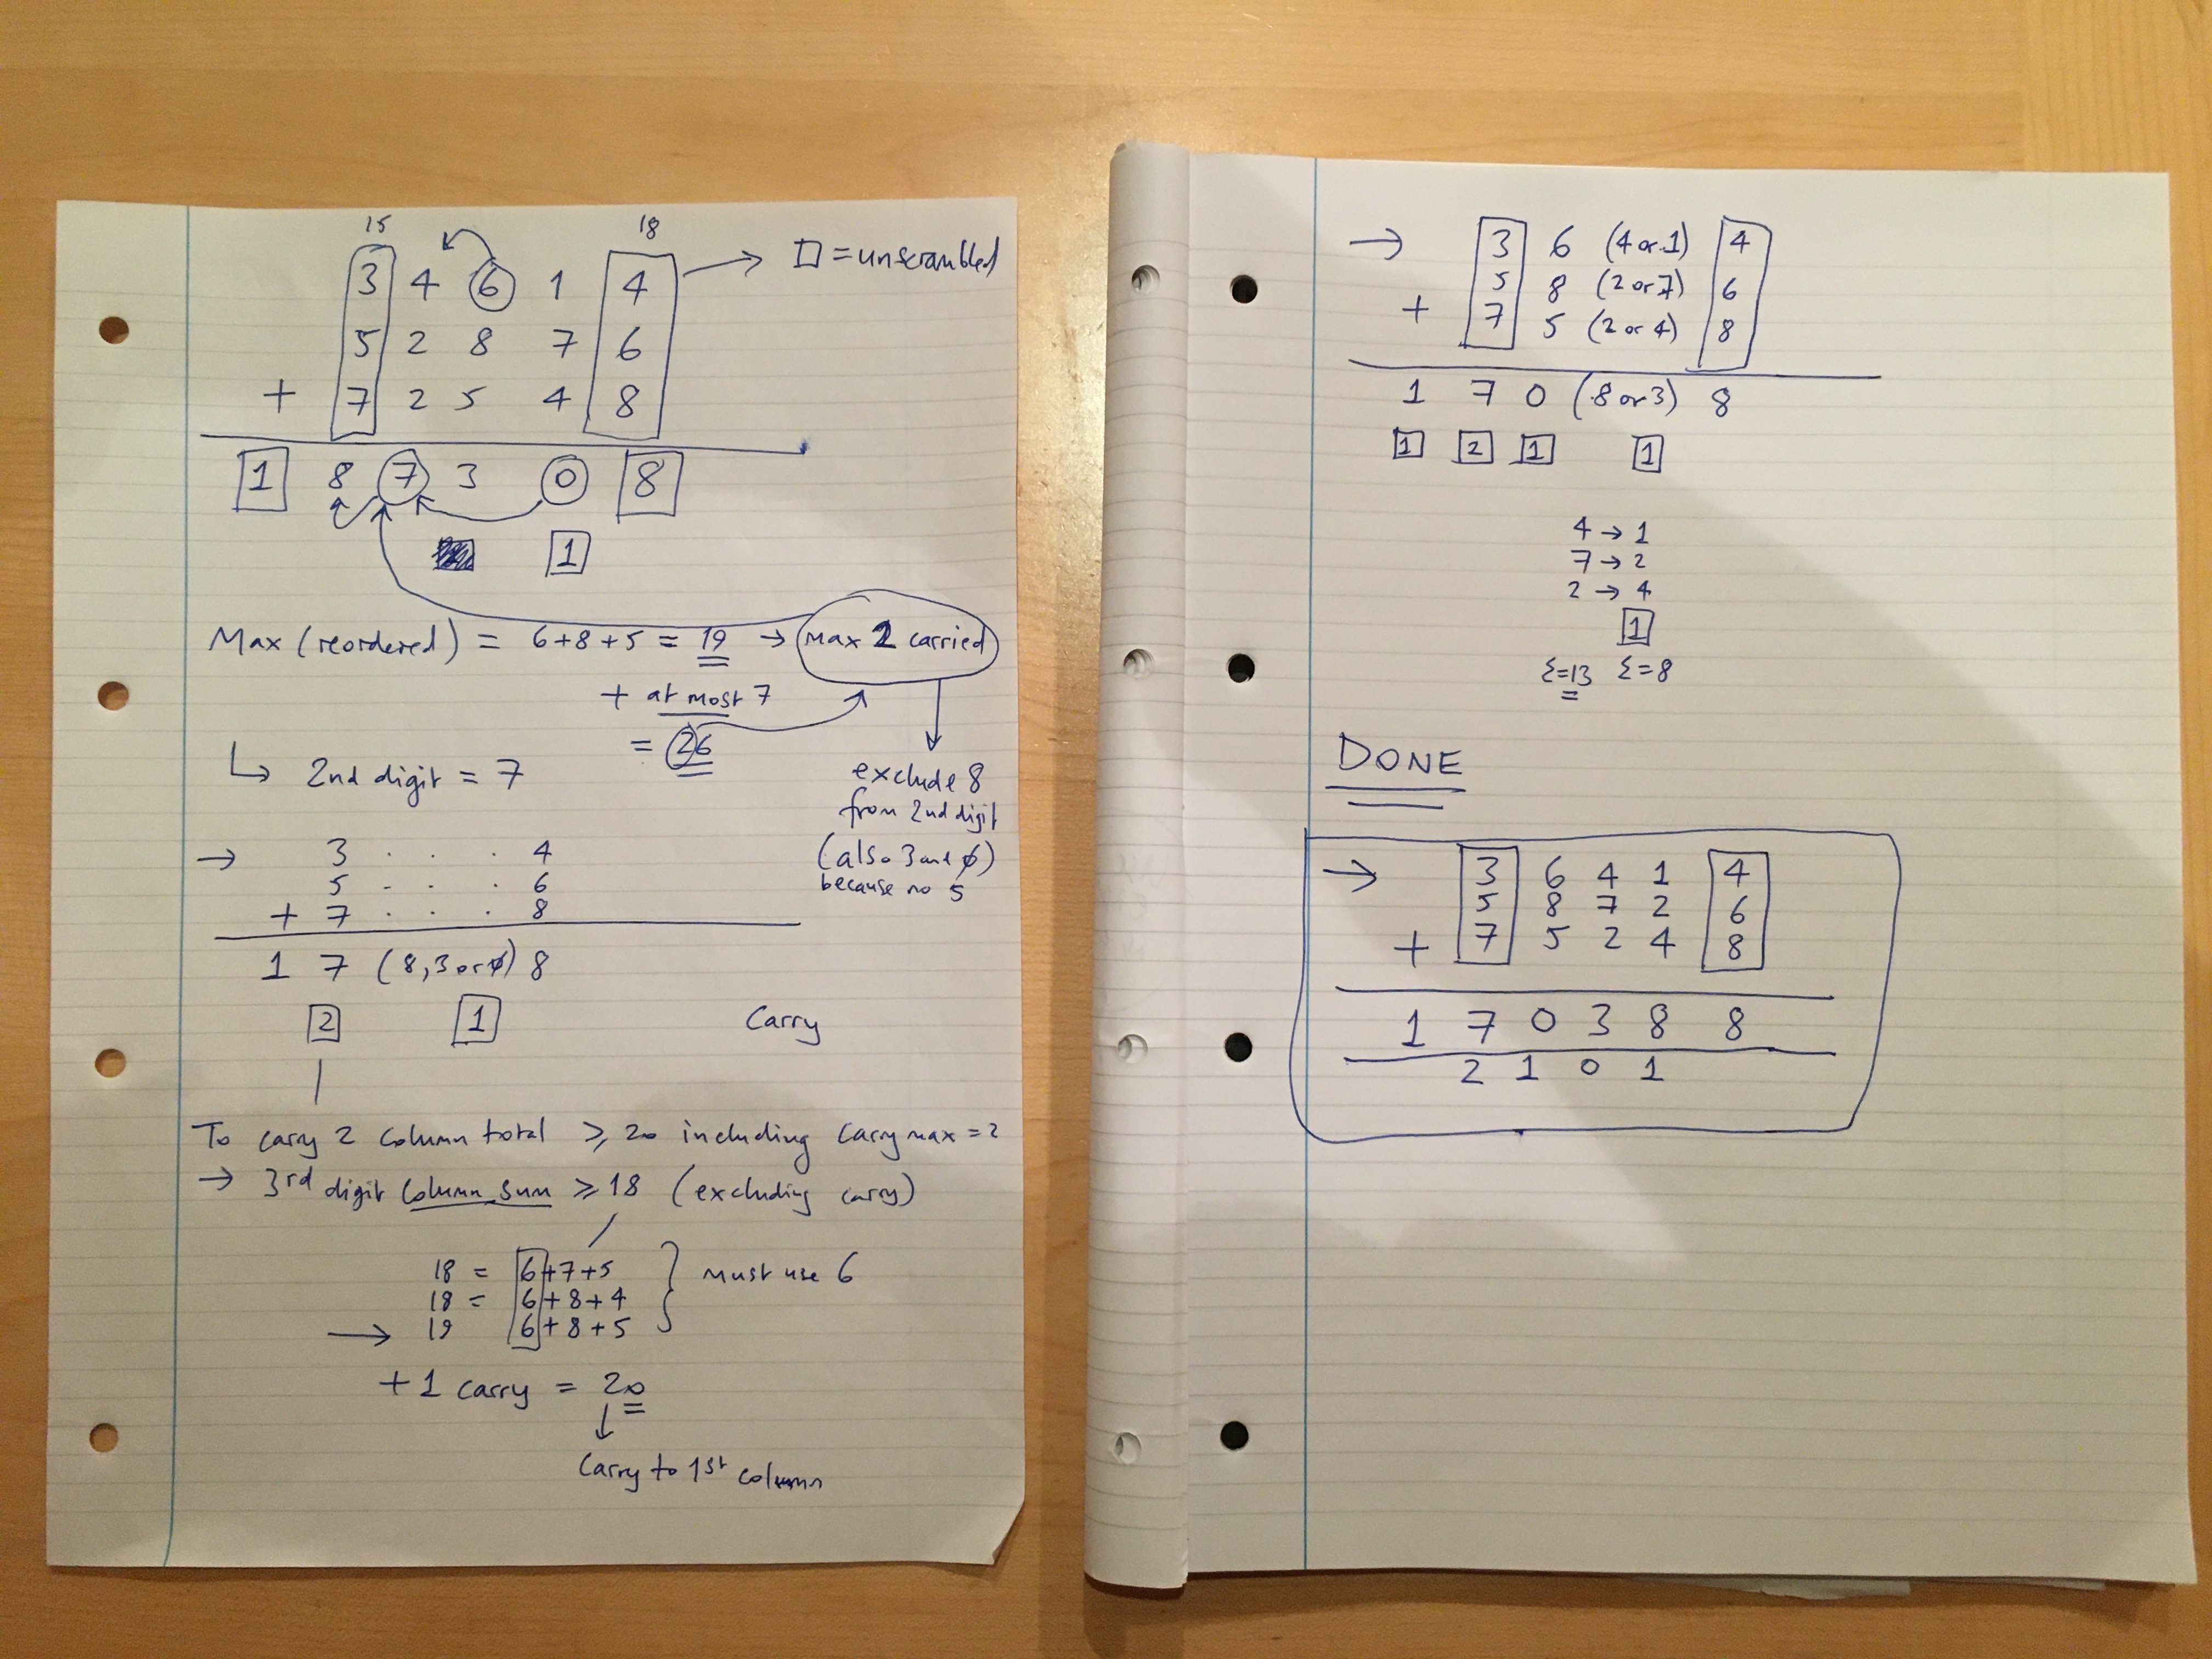 15 18
3 4 6 1 4 → □ = unscrambled
5 2 8 7 6
+ 7 2 5 4 8
1 8 7 3 0 8
1
Max (reordered) = 6+8+5 = 19 → max 2 carried
+ at most 7
= 26
↳ 2nd digit = 7
exclude 8
from 2nd digit
(also 3 and ∅)
because no 5
→ 3 . . . 4
5 . . . 6
+ 7 . . . 8
1 7 (8,3 or ∅) 8
2 1 Carry
To carry 2 column total ⩾ 20 including carry max = 2
→ 3rd digit column sum ⩾ 18 (excluding carry)
18 = 6+7+5
18 = 6+8+4
→ 19 6+8+5
} must use 6
+1 carry = 20
↓
Carry to 1st column
→ 3 6 (4 or 1) 4
5 8 (2 or 7) 6
+ 7 5 (2 or 4) 8
1 7 0 (8 or 3) 8
1 2 1 1
4 → 1
7 → 2
2 → 4
1
Σ=13 Σ=8
DONE
→ 3 6 4 1 4
5 8 7 2 6
+ 7 5 2 4 8
1 7 0 3 8 8
2 1 0 1